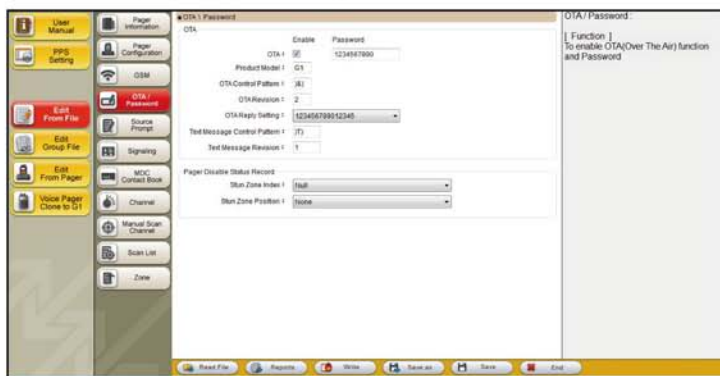 User Manual
PPS Setting
Edit From File
Edit Group File
Edit From Pager
Voice Pager Clone to G1
Pager Information
Pager Configuration
GSM
OTA / Password
Source Prompt
Signaling
MDC Contact Book
Channel
Manual Scan Channel
Scan List
Zone
OTA \ Password
OTA
Enable Password
OTA : 1234567890
Product Model : G1
OTA Control Pattern : )&(
OTA Revision : 2
OTA Reply Setting : 123456789012345
Text Message Control Pattern : )T)
Text Message Revision : 1
Pager Disable Status Record
Stun Zone Index : Null
Stun Zone Position : None
OTA / Password :
[ Function ]
To enable OTA(Over The Air) function
and Password
Read File Reports Write Save as Save End